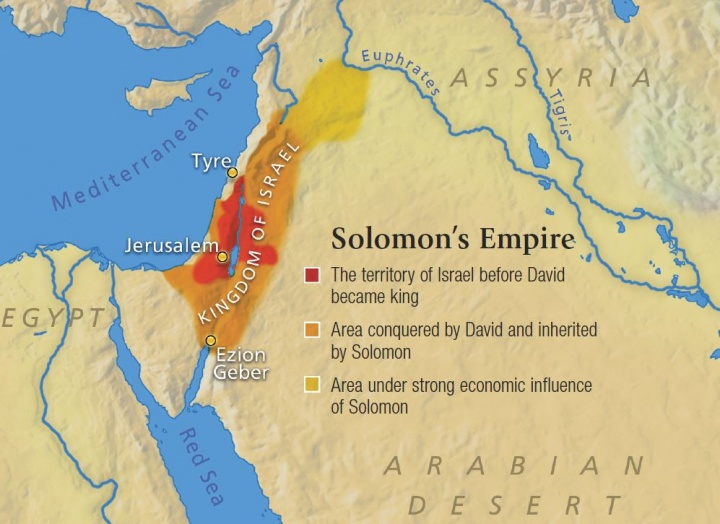 Euphrates
ASSYRIA
Tigris
Mediterranean Sea
Tyre
KINGDOM OF ISRAEL
Jerusalem
Solomon's Empire
The territory of Israel before David
became king
EGYPT
Area conquered by David and inherited
by Solomon
Ezion
Geber
Area under strong economic influence
of Solomon
Red Sea
ARABIAN
DESERT